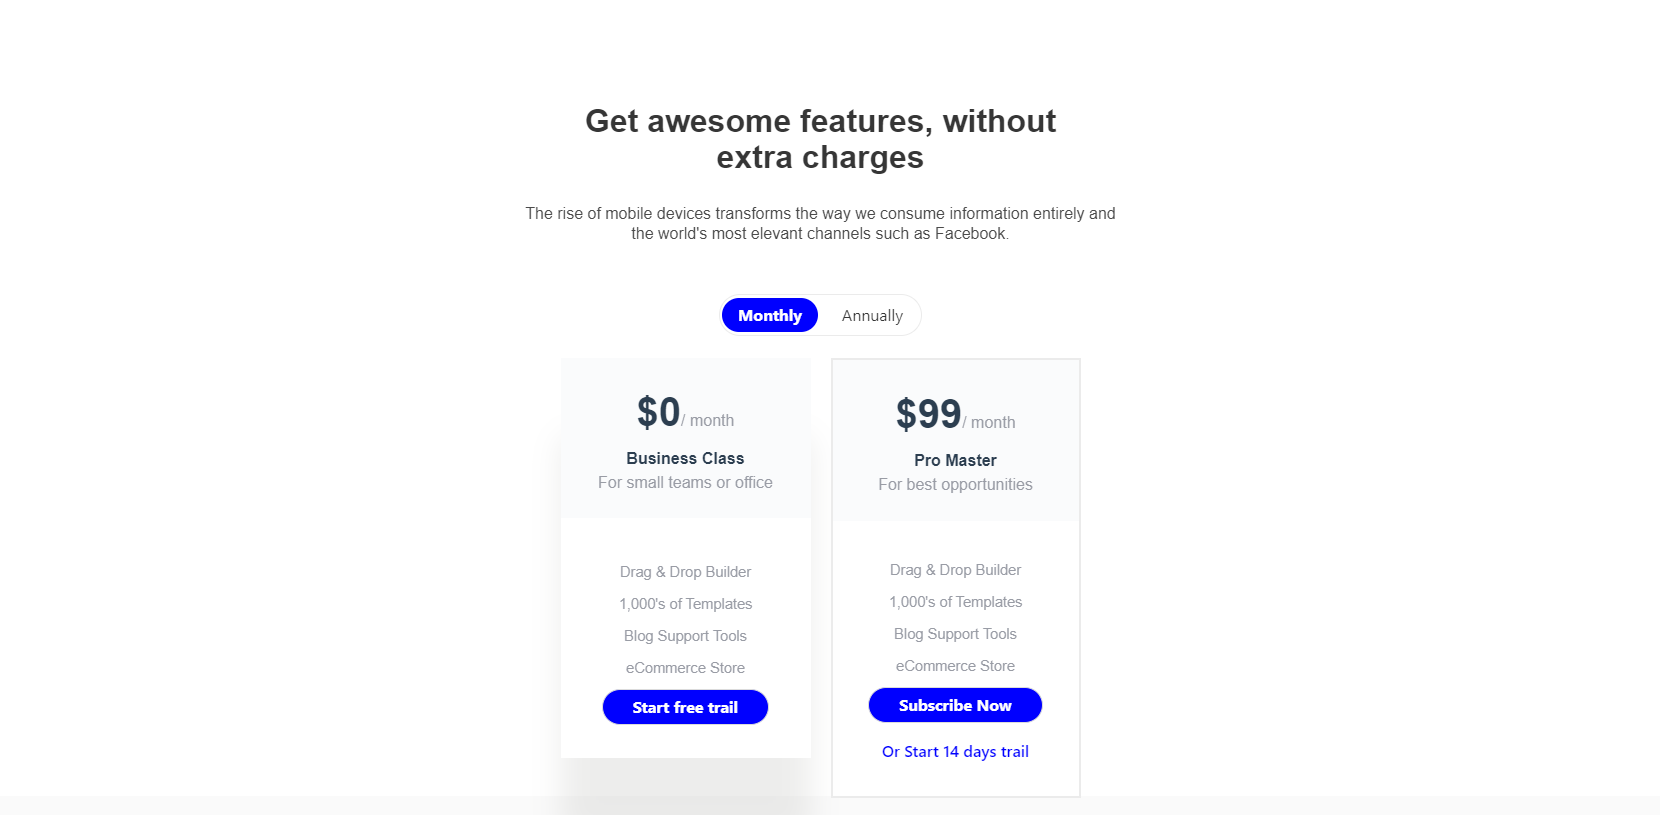 Get awesome features, without
extra charges
The rise of mobile devices transforms the way we consume information entirely and
the world's most elevant channels such as Facebook.
Monthly
Annually
$0/ month
Business Class
For small teams or office
Drag & Drop Builder
1,000's of Templates
Blog Support Tools
eCommerce Store
Start free trail
$99/ month
Pro Master
For best opportunities
Drag & Drop Builder
1,000's of Templates
Blog Support Tools
eCommerce Store
Subscribe Now
Or Start 14 days trail